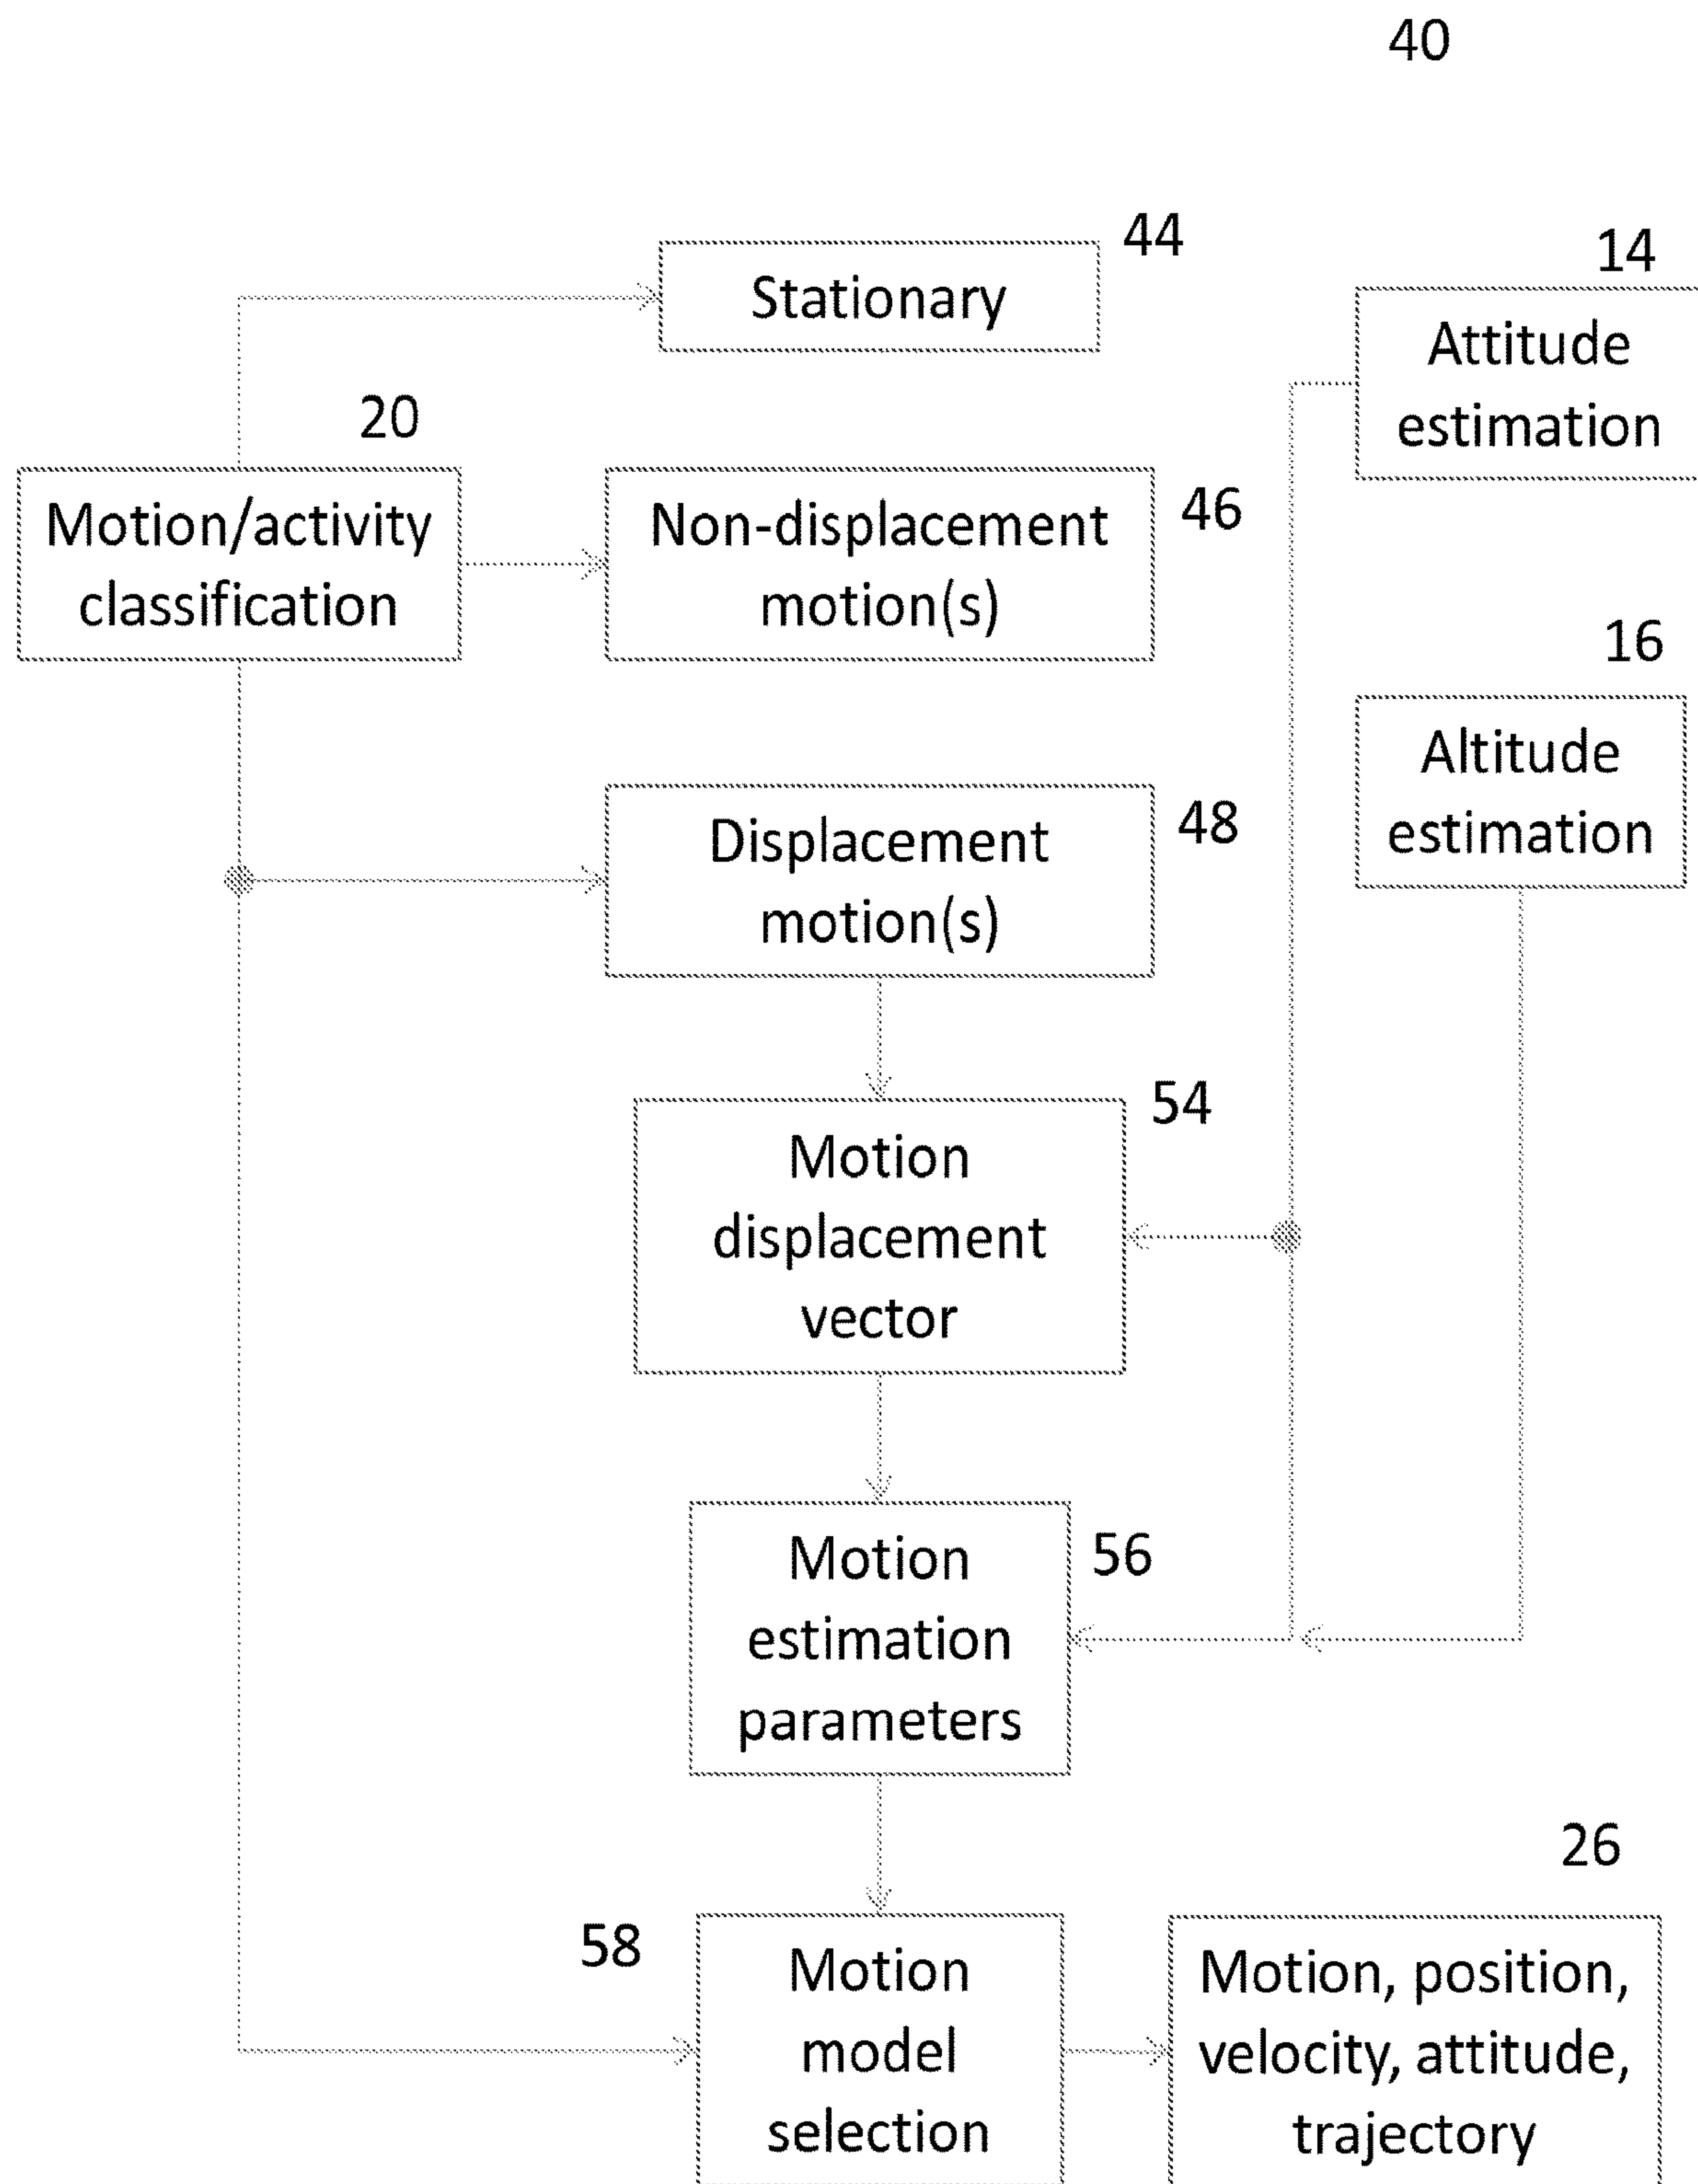 40
44
Stationary
14
Attitude
estimation
20
Motion/activity
classification
Non-displacement
motion(s)
46
16
Altitude
estimation
Displacement
motion(s)
48
54
Motion
displacement
vector
Motion
estimation
parameters
56
26
58
Motion
model
selection
Motion, position,
velocity, attitude,
trajectory